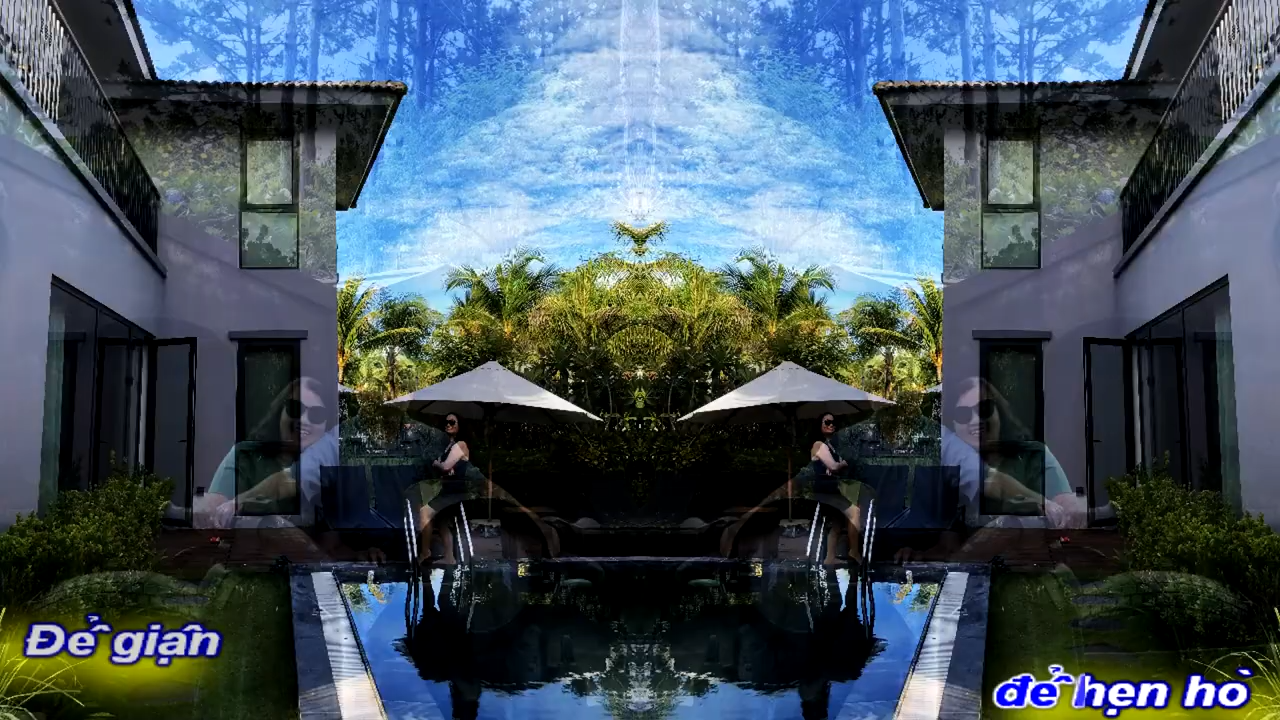 Để giận
để hẹn hò